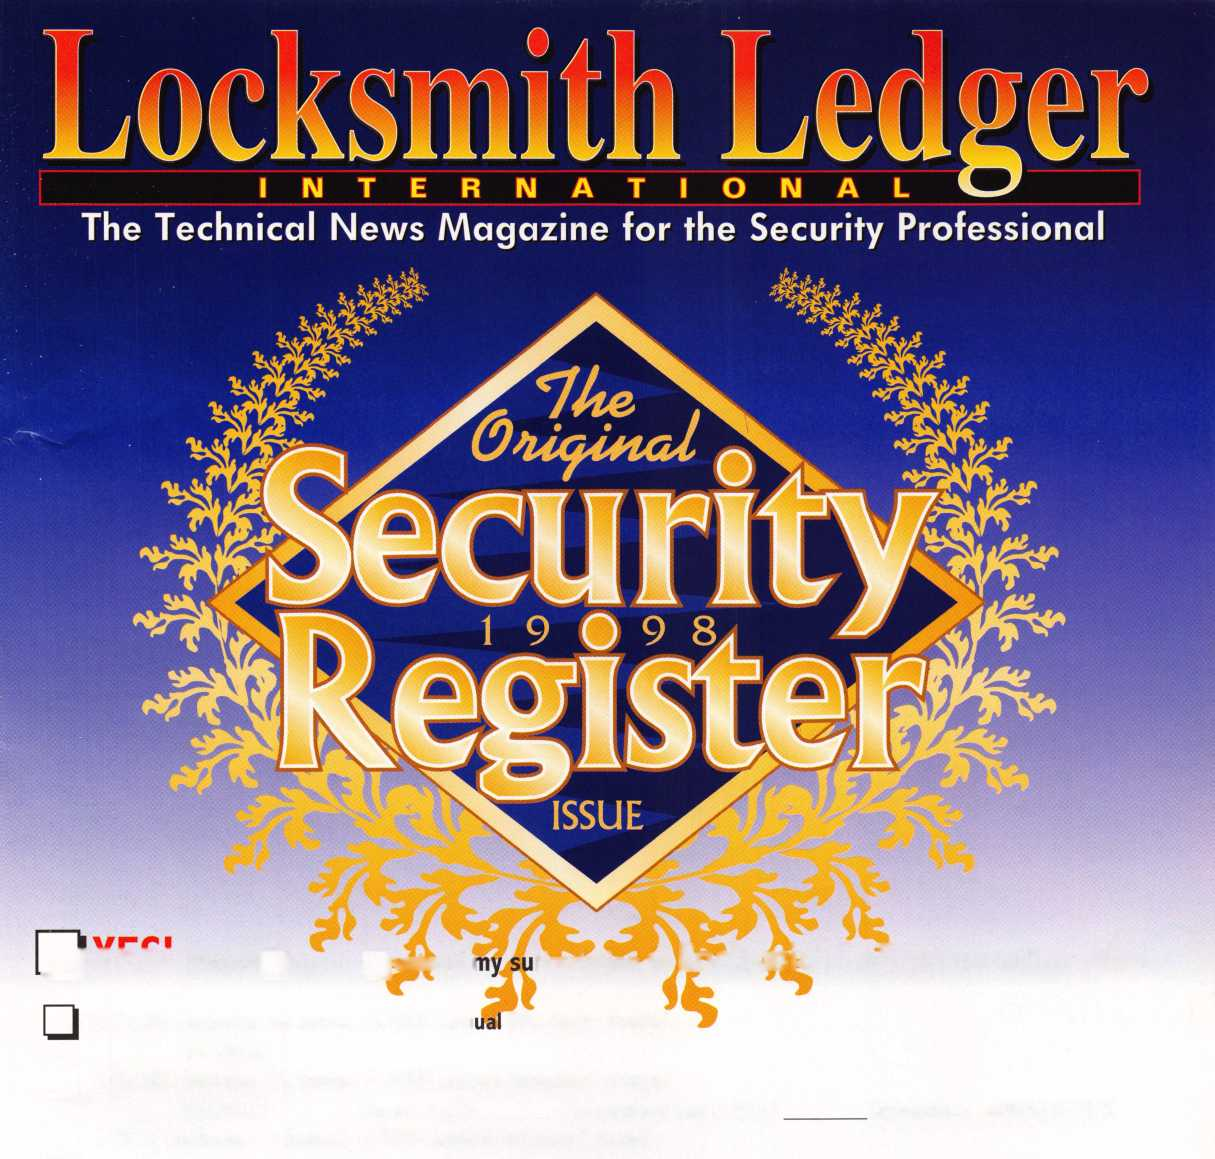 Locksmith Ledger
INTERNATIONAL
The Technical News Magazine for the Security Professional
The
Original
Security
1998
Register
ISSUE
YES! my su
ual